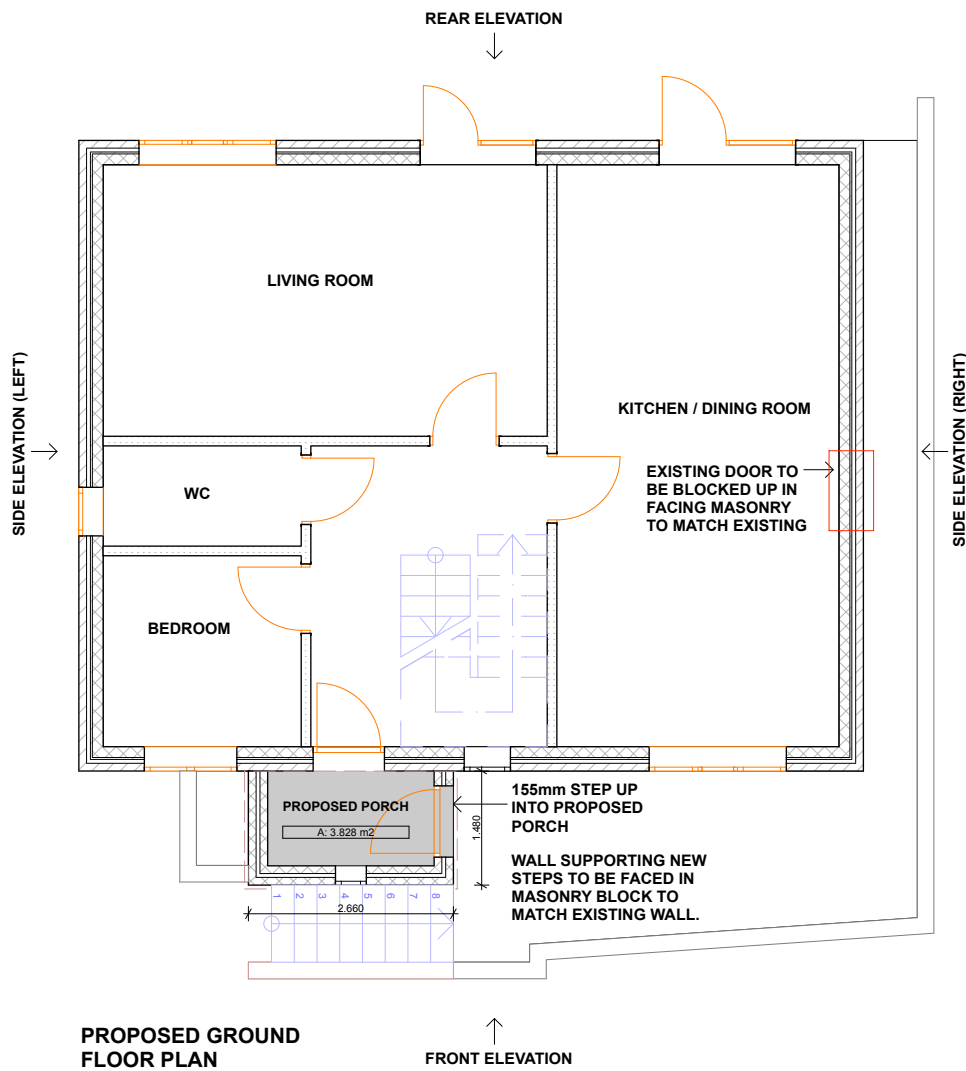 REAR ELEVATION
LIVING ROOM
SIDE ELEVATION (LEFT)
KITCHEN / DINING ROOM
SIDE ELEVATION (RIGHT)
EXISTING DOOR TO
BE BLOCKED UP IN
FACING MASONRY
TO MATCH EXISTING
WC
BEDROOM
PROPOSED PORCH
A: 3.828 m2
155mm STEP UP
INTO PROPOSED
PORCH
1.480
WALL SUPPORTING NEW
STEPS TO BE FACED IN
MASONRY BLOCK TO
MATCH EXISTING WALL.
1 2 3 4 5 6 7 8
2.660
PROPOSED GROUND
FLOOR PLAN
FRONT ELEVATION